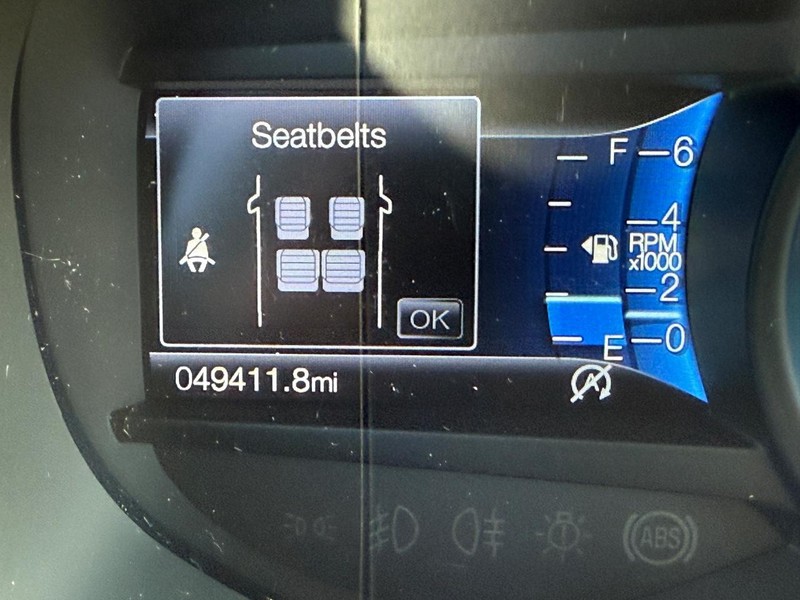 Seatbelts
OK
049411.8mi
F
6
4
RPM
x1000
2
0
E
A
ABS